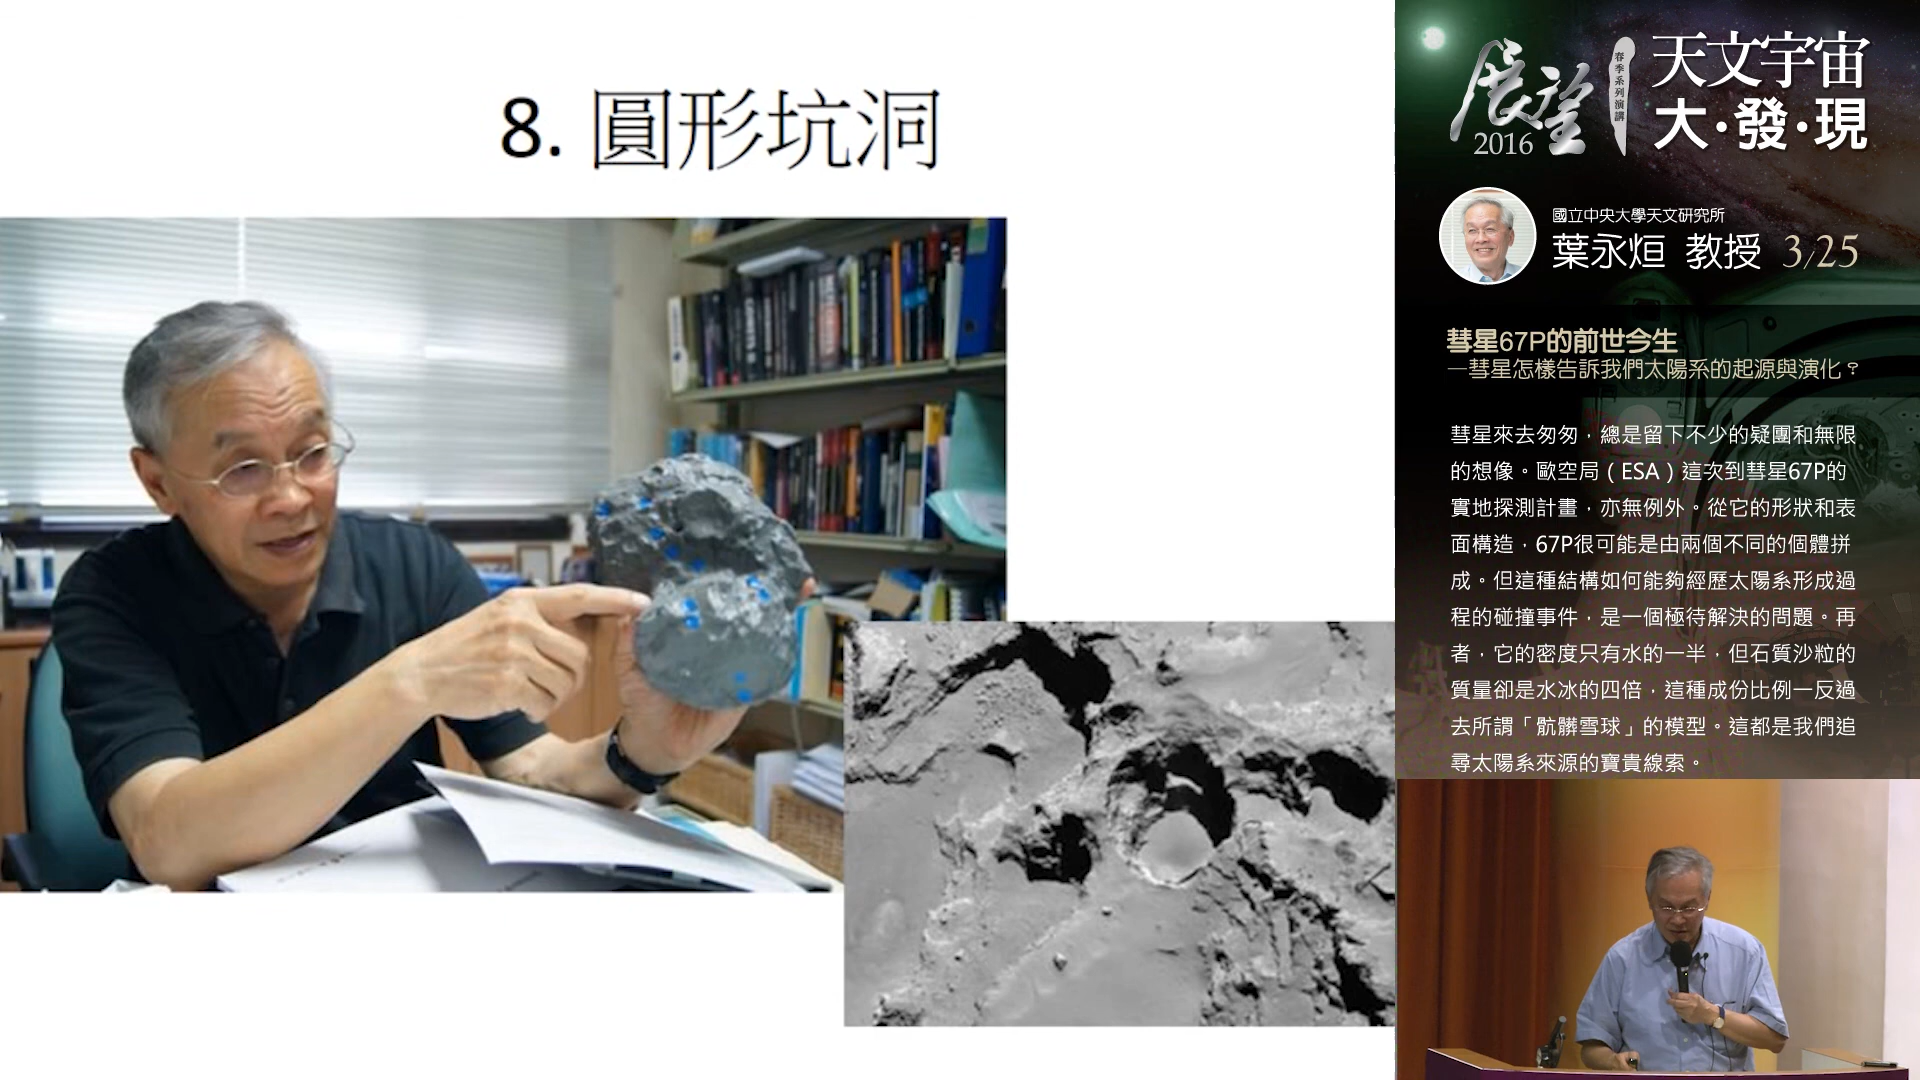 8. 圓形坑洞
展望
2016
春季系列演講
天文宇宙
大·發·現
國立中央大學天文研究所
葉永烜 教授 3/25
彗星67P的前世今生
—彗星怎樣告訴我們太陽系的起源與演化？
彗星來去匆匆，總是留下不少的疑團和無限
的想像。歐空局（ESA）這次到彗星67P的
實地探測計畫，亦無例外。從它的形狀和表
面構造，67P很可能是由兩個不同的個體拼
成。但這種結構如何能夠經歷太陽系形成過
程的碰撞事件，是一個極待解決的問題。再
者，它的密度只有水的一半，但石質沙粒的
質量卻是水冰的四倍，這種成份比例一反過
去所謂「骯髒雪球」的模型。這都是我們追
尋太陽系來源的寶貴線索。